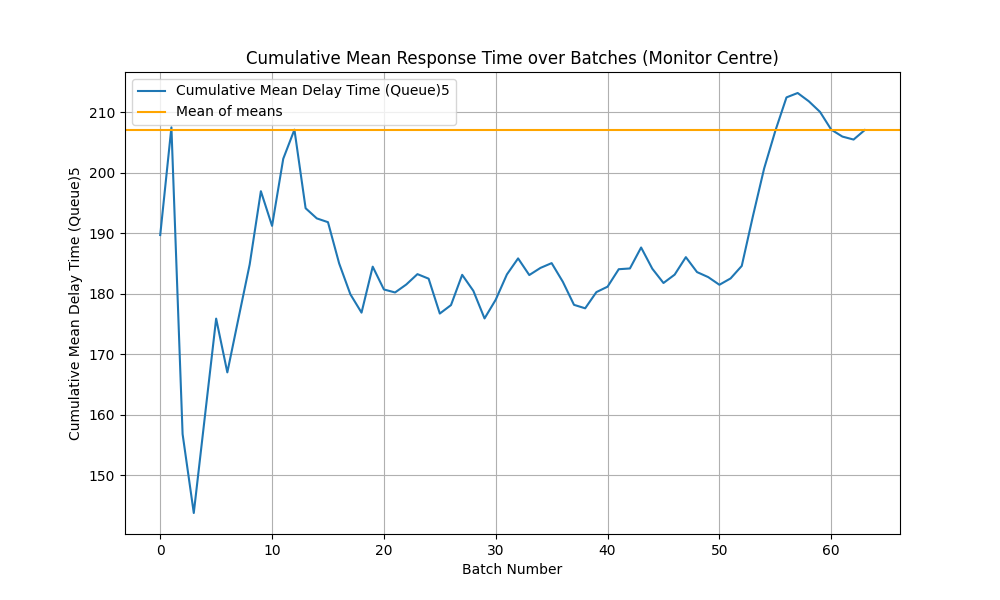 Cumulative Mean Response Time over Batches (Monitor Centre)
Cumulative Mean Delay Time (Queue)5
Mean of means
Cumulative Mean Delay Time (Queue)5
210
200
190
180
170
160
150
0 10 20 30 40 50 60
Batch Number